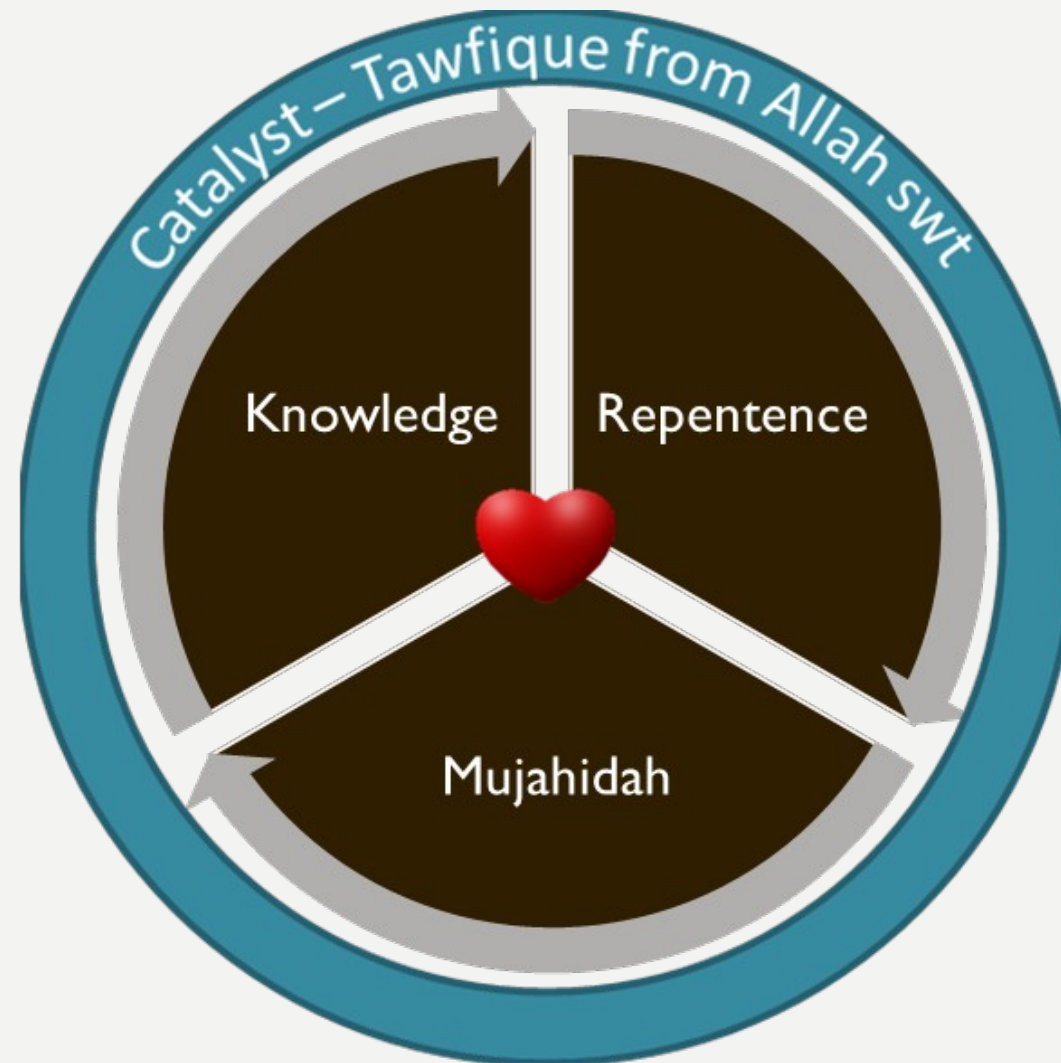 Catalyst – Tawfique from Allah swt
Knowledge
Repentence
Mujahidah